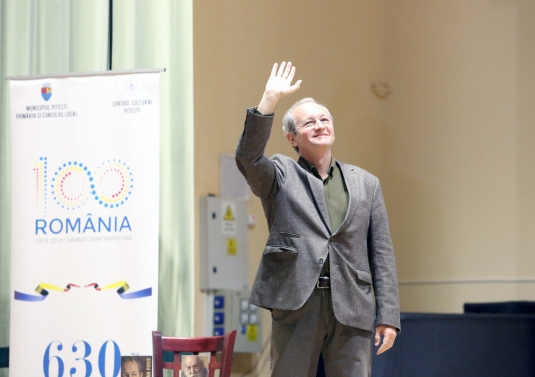 MUNICIPIUL PITEȘTI
PRIMĂRIA ȘI CONSILIUL LOCAL
CENTRUL CULTURAL
PITEȘTI
100
ROMÂNIA
630